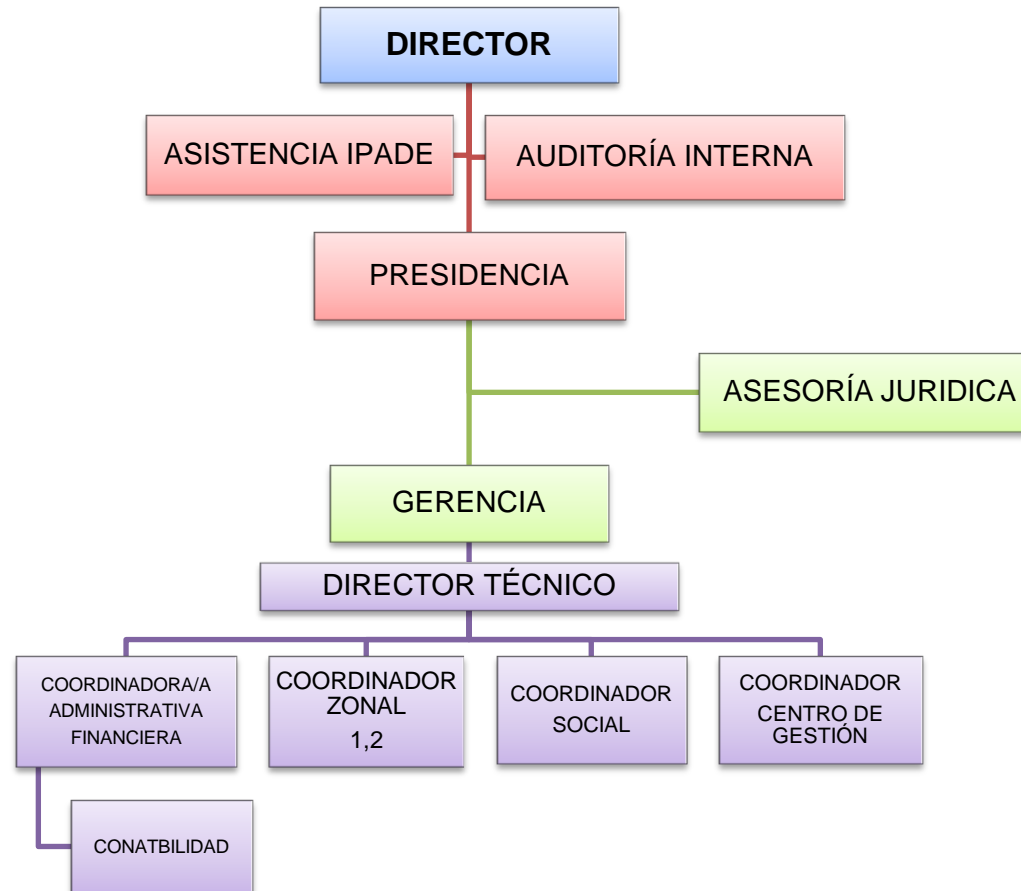 DIRECTOR
ASISTENCIA IPADE
AUDITORÍA INTERNA
PRESIDENCIA
ASESORÍA JURIDICA
GERENCIA
DIRECTOR TÉCNICO
COORDINADORA/A
ADMINISTRATIVA
FINANCIERA
COORDINADOR
ZONAL
1,2
COORDINADOR
SOCIAL
COORDINADOR
CENTRO DE
GESTIÓN
CONATBILIDAD